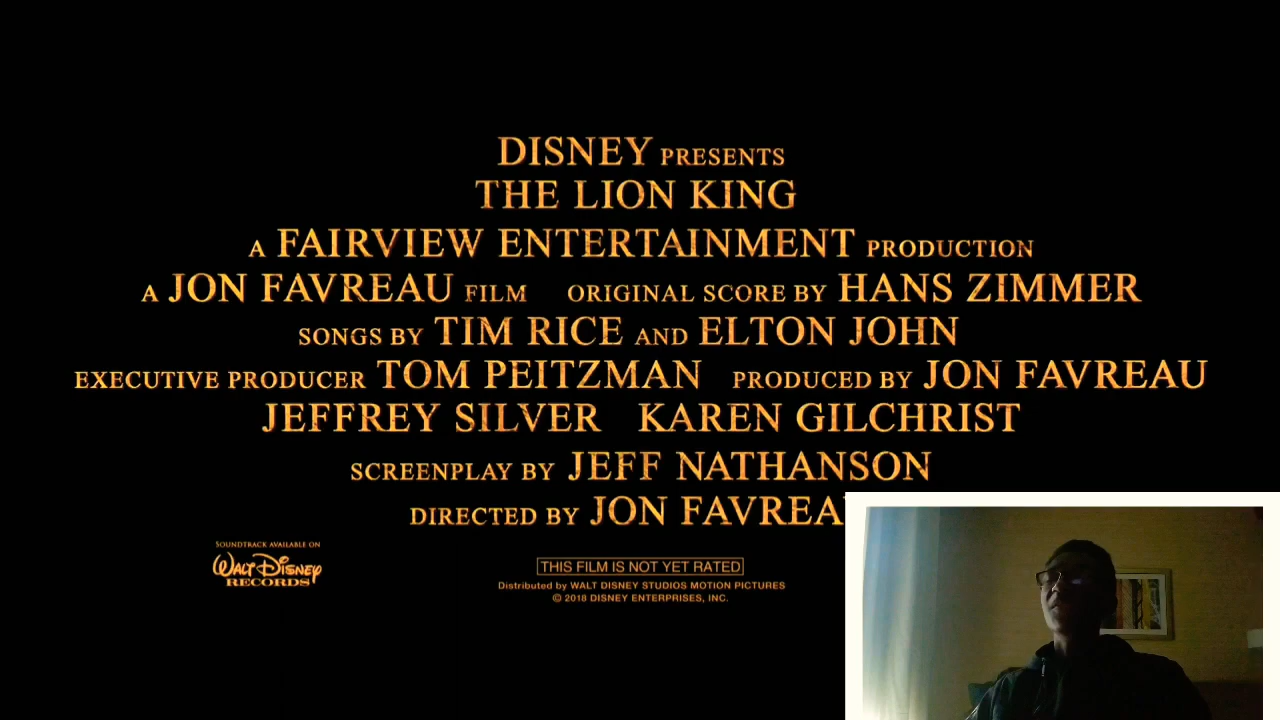 DISNEY PRESENTS
THE LION KING
A FAIRVIEW ENTERTAINMENT PRODUCTION
A JON FAVREAU FILM ORIGINAL SCORE BY HANS ZIMMER
SONGS BY TIM RICE AND ELTON JOHN
EXECUTIVE PRODUCER TOM PEITZMAN PRODUCED BY JON FAVREAU
JEFFREY SILVER KAREN GILCHRIST
SCREENPLAY BY JEFF NATHANSON
DIRECTED BY JON FAVREA
SOUNDTRACK AVAILABLE ON
WALT DISNEY
RECORDS
THIS FILM IS NOT YET RATED
Distributed by WALT DISNEY STUDIOS MOTION PICTURES
© 2018 DISNEY ENTERPRISES, INC.